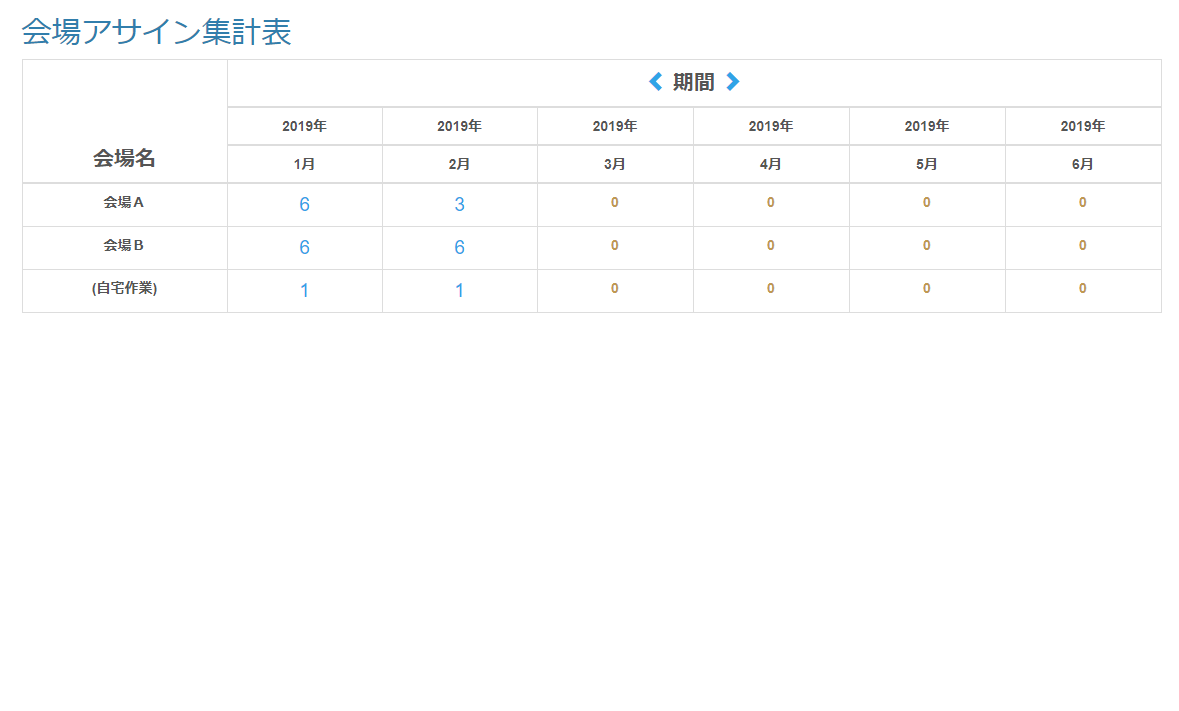 会場アサイン集計表
期間
2019年 2019年 2019年 2019年 2019年 2019年
会場名 1月 2月 3月 4月 5月 6月
会場A 6 3 0 0 0 0
会場B 6 6 0 0 0 0
(自宅作業) 1 1 0 0 0 0